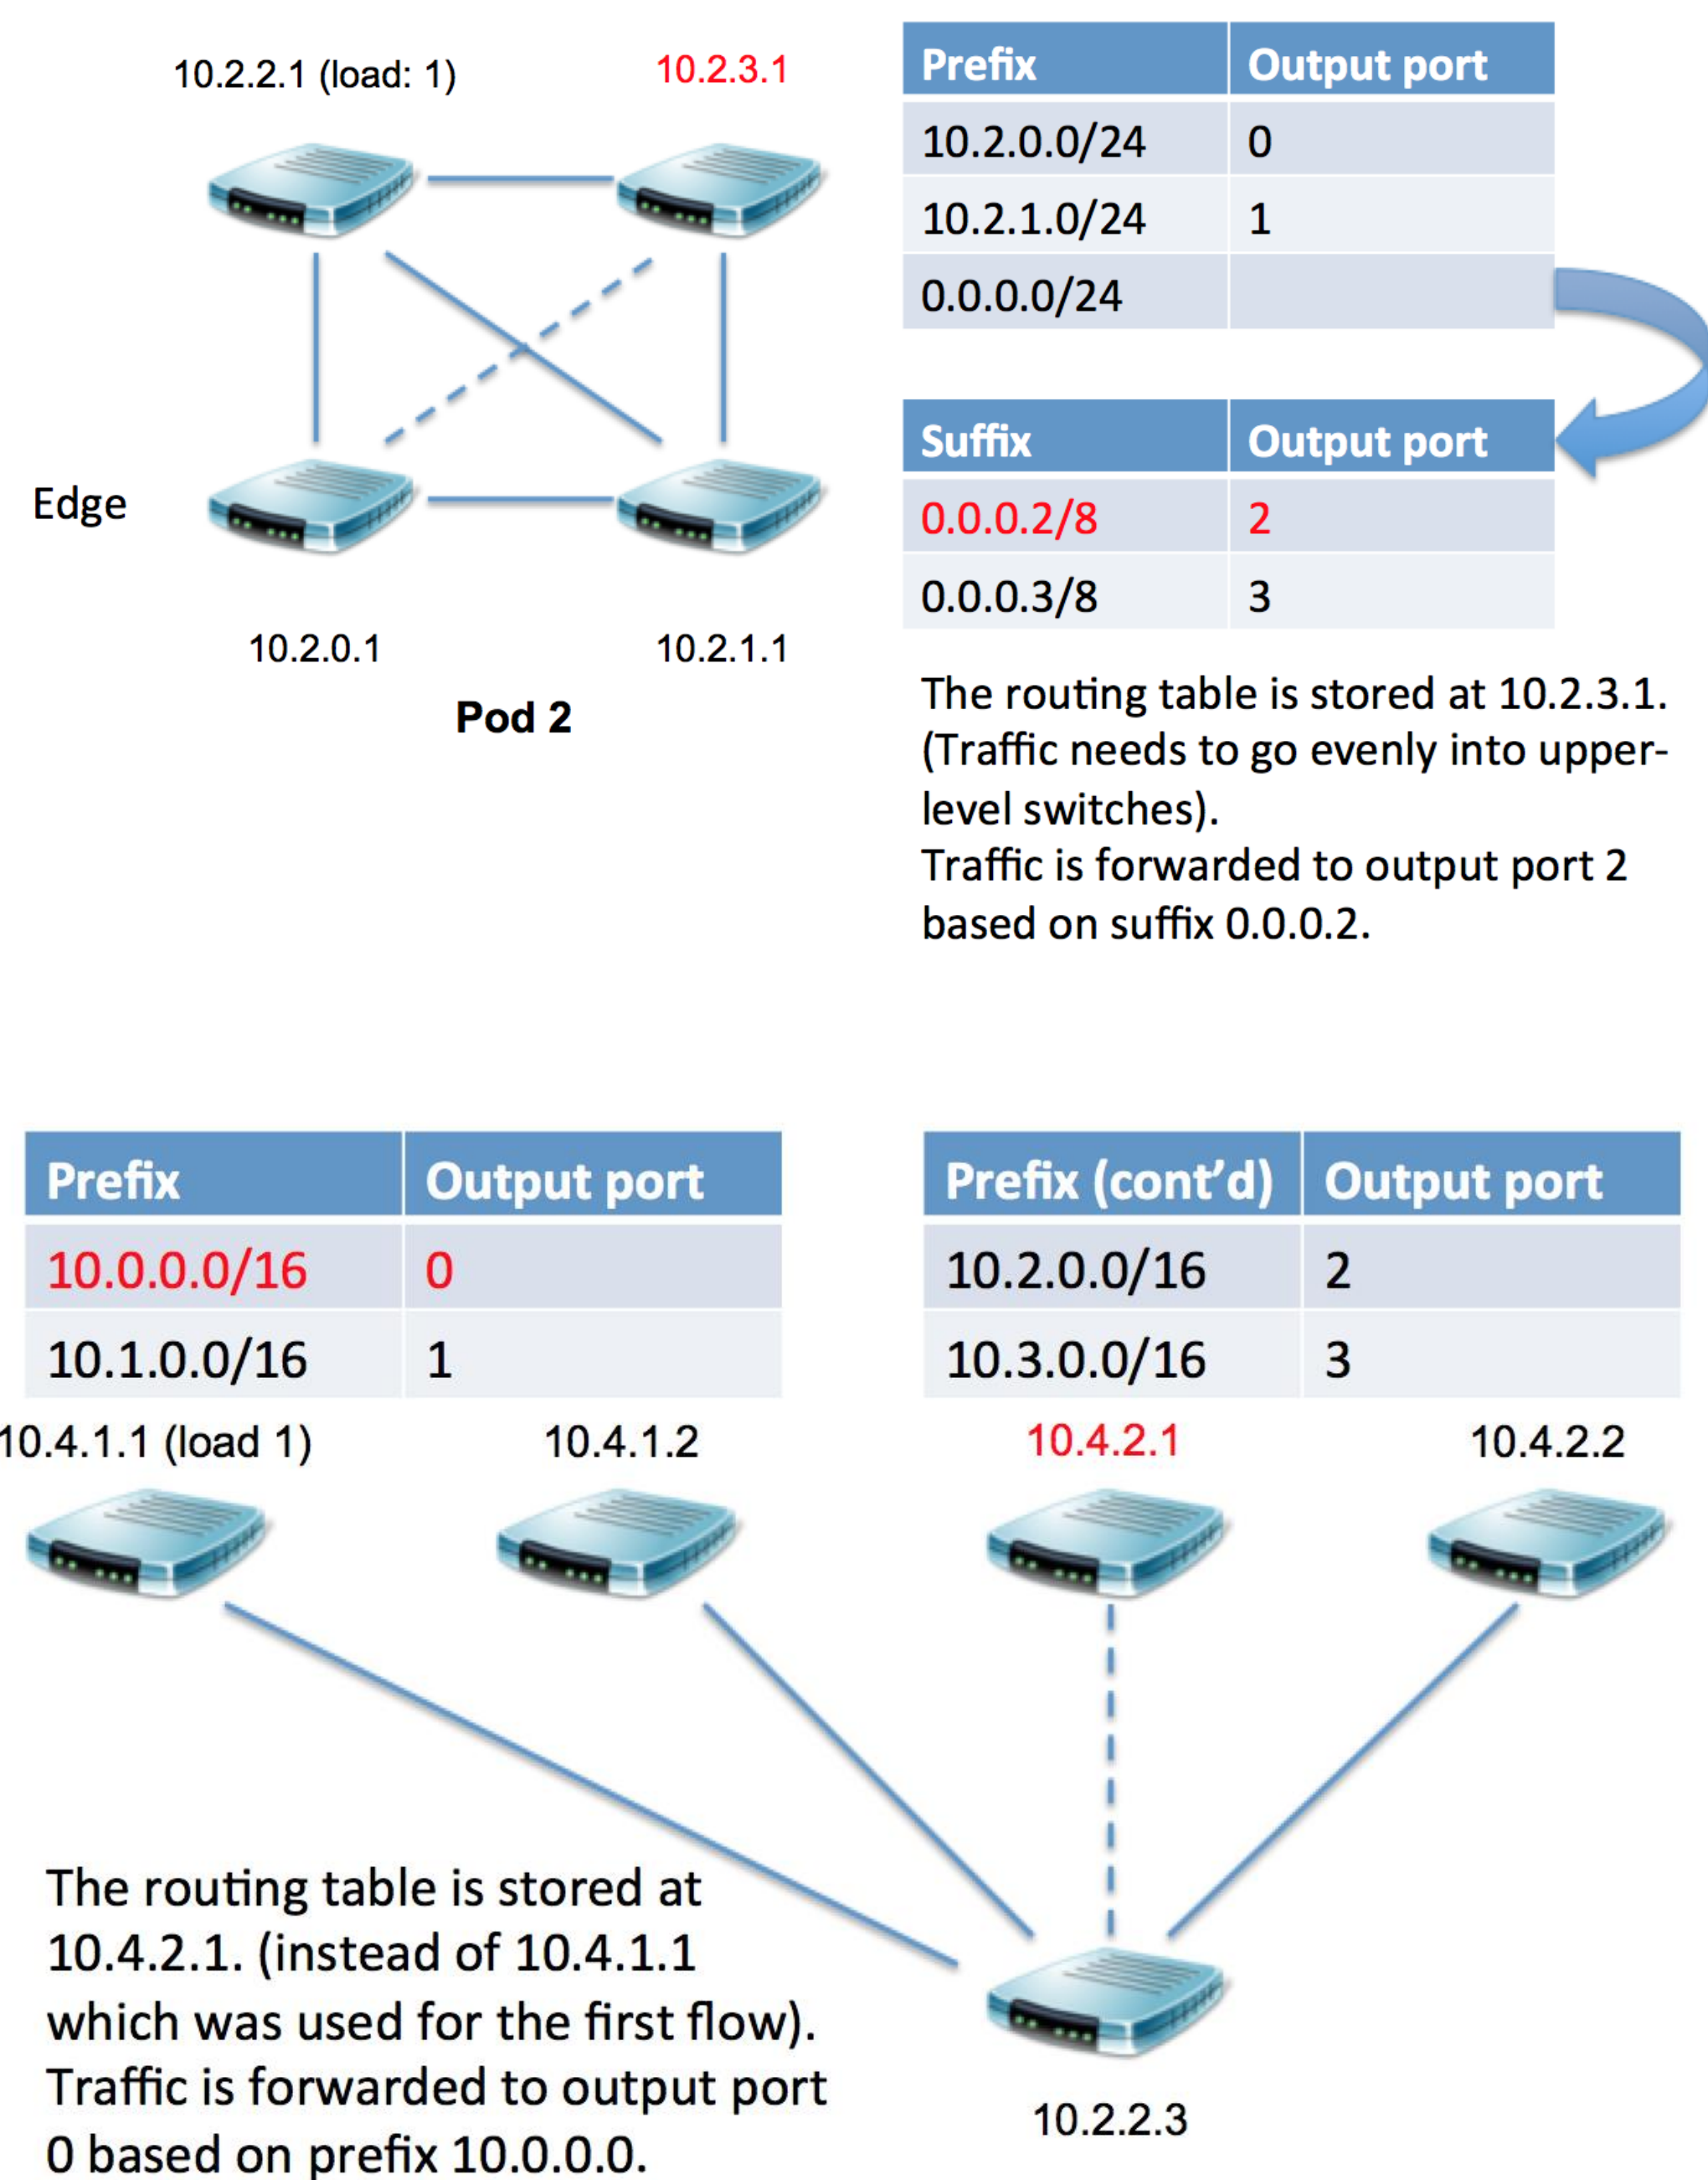 10.2.2.1 (load: 1)
10.2.3.1
Edge
10.2.0.1
10.2.1.1
Pod 2
Prefix Output port
10.2.0.0/24 0
10.2.1.0/24 1
0.0.0.0/24
Suffix Output port
0.0.0.2/8 2
0.0.0.3/8 3
The routing table is stored at 10.2.3.1.
(Traffic needs to go evenly into upper-
level switches).
Traffic is forwarded to output port 2
based on suffix 0.0.0.2.
Prefix Output port
10.0.0.0/16 0
10.1.0.0/16 1
Prefix (cont’d) Output port
10.2.0.0/16 2
10.3.0.0/16 3
10.4.1.1 (load 1)
10.4.1.2
10.4.2.1
10.4.2.2
The routing table is stored at
10.4.2.1. (instead of 10.4.1.1
which was used for the first flow).
Traffic is forwarded to output port
0 based on prefix 10.0.0.0.
10.2.2.3